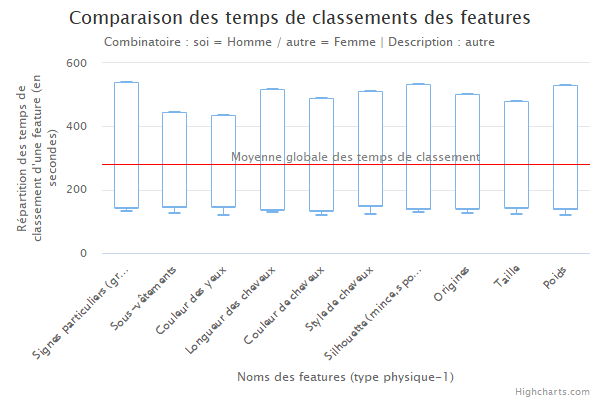 Comparaison des temps de classements des features
Combinatoire : soi = Homme / autre = Femme | Description : autre
Répartition des temps de
classement d'une feature (en
secondes)
600
400
200
0
Moyenne globale des temps de classement
Signes particuliers (gr...
Sous-vêtements
Couleur des yeux
Longueur des cheveux
Couleur de cheveux
Style de cheveux
Silhouette (mince,s po...
Origines
Taille
Poids
Noms des features (type physique-1)
Highcharts.com